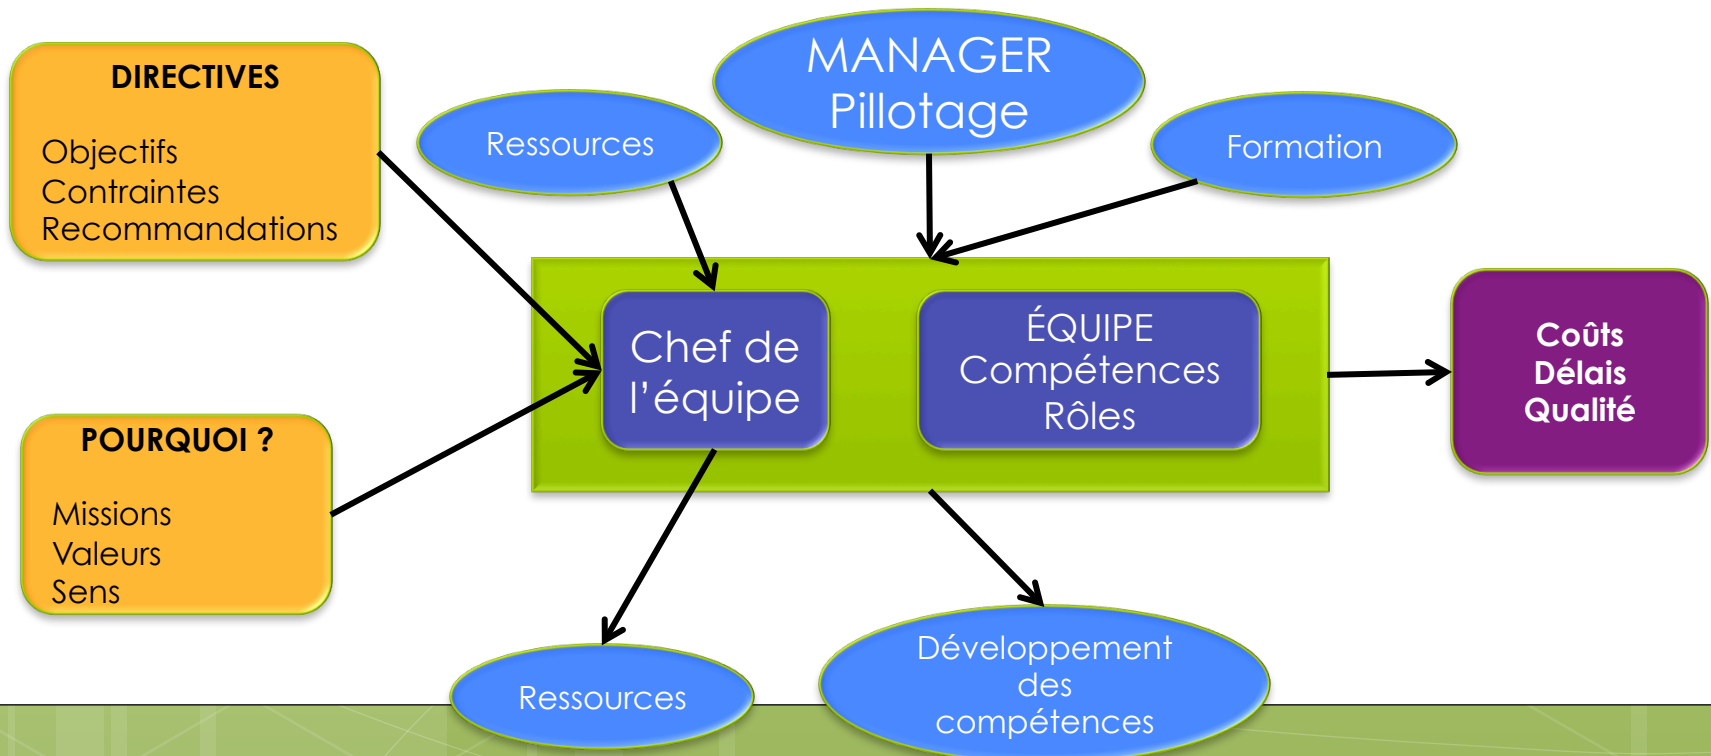 DIRECTIVES
Objectifs
Contraintes
Recommandations
Ressources
MANAGER
Pillotage
Formation
Chef de
l’équipe
ÉQUIPE
Compétences
Rôles
Coûts
Délais
Qualité
POURQUOI ?
Missions
Valeurs
Sens
Ressources
Développement
des
compétences